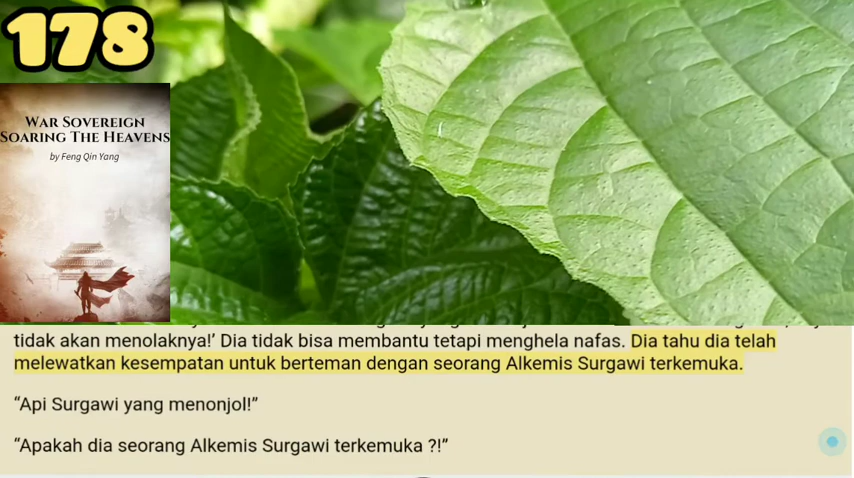 178
WAR SOVEREIGN
SOARING THE HEAVENS
by Feng Qin Yang
tidak akan menolaknya!’ Dia tidak bisa membantu tetapi menghela nafas. Dia tahu dia telah
melewatkan kesempatan untuk berteman dengan seorang Alkemis Surgawi terkemuka.
“Api Surgawi yang menonjol!”
“Apakah dia seorang Alkemis Surgawi terkemuka ?!”